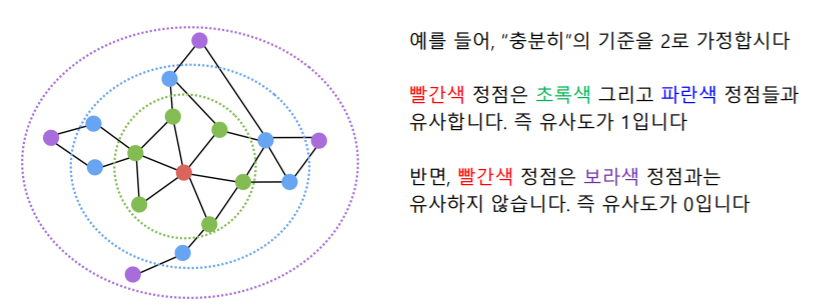 예를 들어, “충분히”의 기준을 2로 가정합시다
빨간색 정점은 초록색 그리고 파란색 정점들과
유사합니다. 즉 유사도가 1입니다
반면, 빨간색 정점은 보라색 정점과는
유사하지 않습니다. 즉 유사도가 0입니다